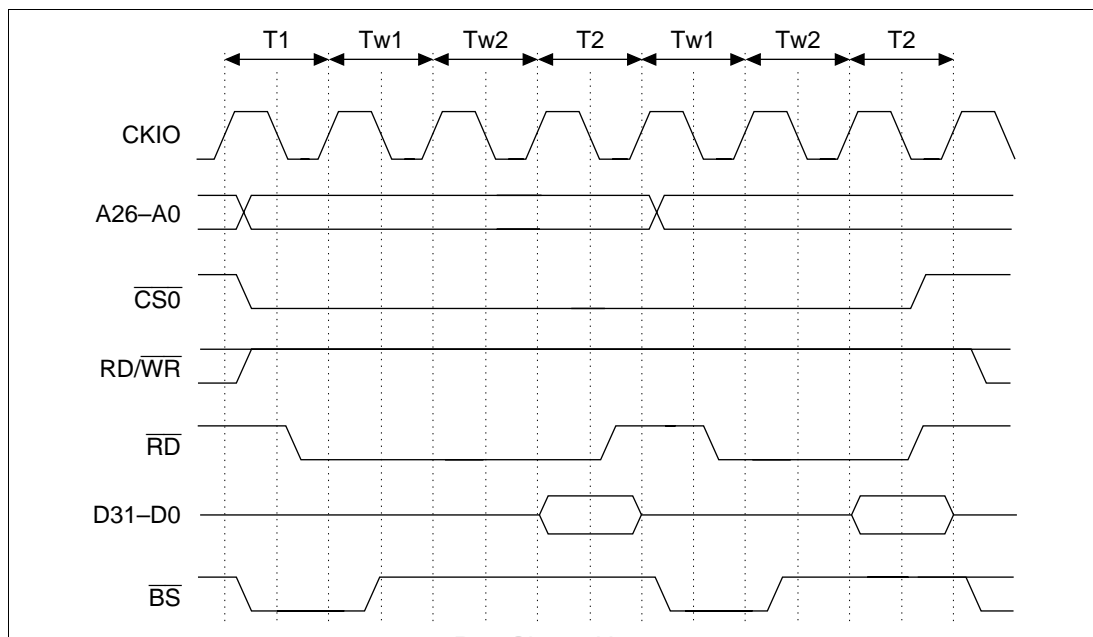 T1 Tw1 Tw2 T2 Tw1 Tw2 T2
CKIO
A26–A0
CS0
RD/WR
RD
D31–D0
BS